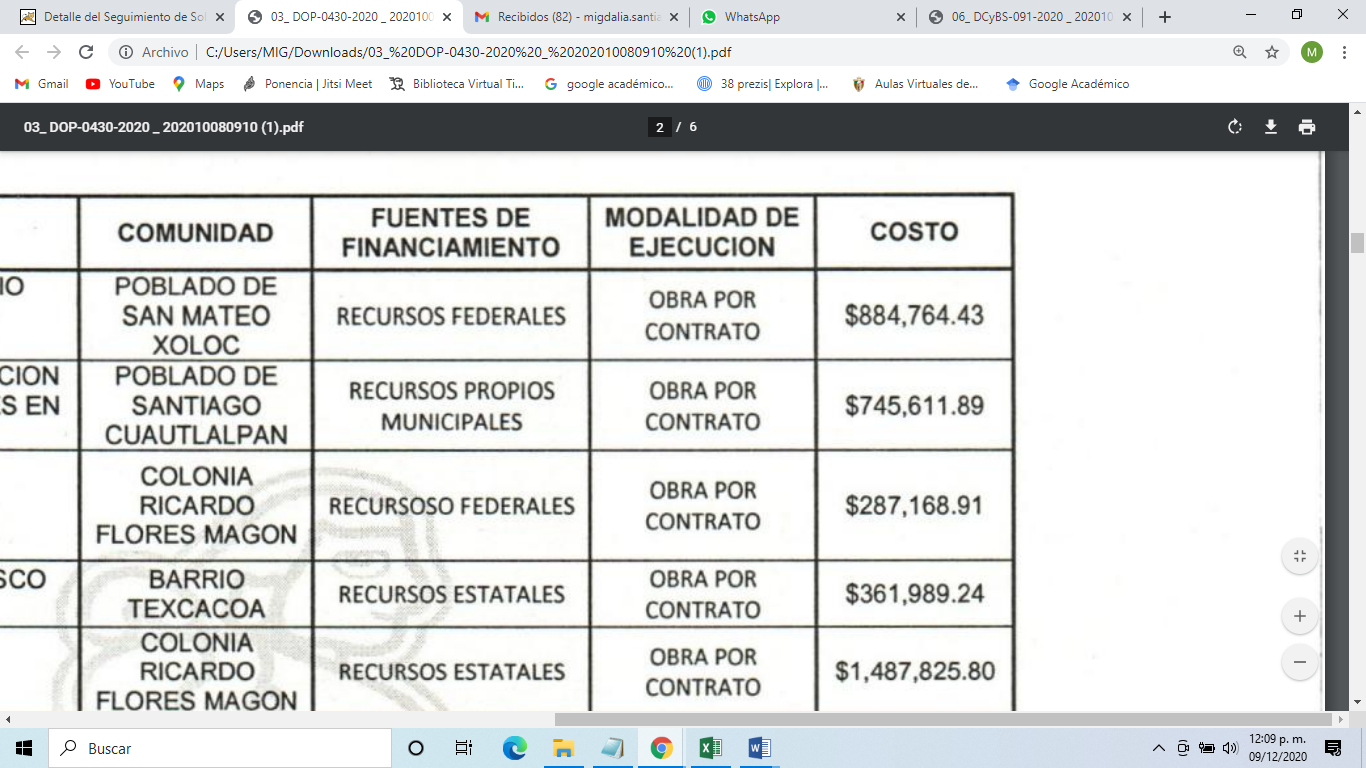 Detalle del Seguimiento de Sol
03_ DOP-0430-2020 _ 20201008
Recibidos (82) - migdalia.santia
WhatsApp
06_ DCyBS-091-2020 _ 202010
Archivo C:/Users/MIG/Downloads/03_%20DOP-0430-2020%20_%20202010080910%20(1).pdf
M
Gmail YouTube Maps Ponencia | Jitsi Meet Biblioteca Virtual Ti... google académico... 38 prezis| Explora |... Aulas Virtuales de... Google Académico
03_ DOP-0430-2020 _ 202010080910 (1).pdf
2 / 6
COMUNIDAD
FUENTES DE
FINANCIAMIENTO
MODALIDAD DE
EJECUCION
COSTO
IO
POBLADO DE
SAN MATEO
XOLOC
RECURSOS FEDERALES
OBRA POR
CONTRATO
$884,764.43
CION
S EN
POBLADO DE
SANTIAGO
CUAUTLALPAN
RECURSOS PROPIOS
MUNICIPALES
OBRA POR
CONTRATO
$745,611.89
COLONIA
RICARDO
FLORES MAGON
RECURSOSO FEDERALES
OBRA POR
CONTRATO
$287,168.91
SCO
BARRIO
TEXCACOA
RECURSOS ESTATALES
OBRA POR
CONTRATO
$361,989.24
COLONIA
RICARDO
FLORES MAGON
RECURSOS ESTATALES
OBRA POR
CONTRATO
$1,487,825.80
Buscar
12:09 p. m.
09/12/2020